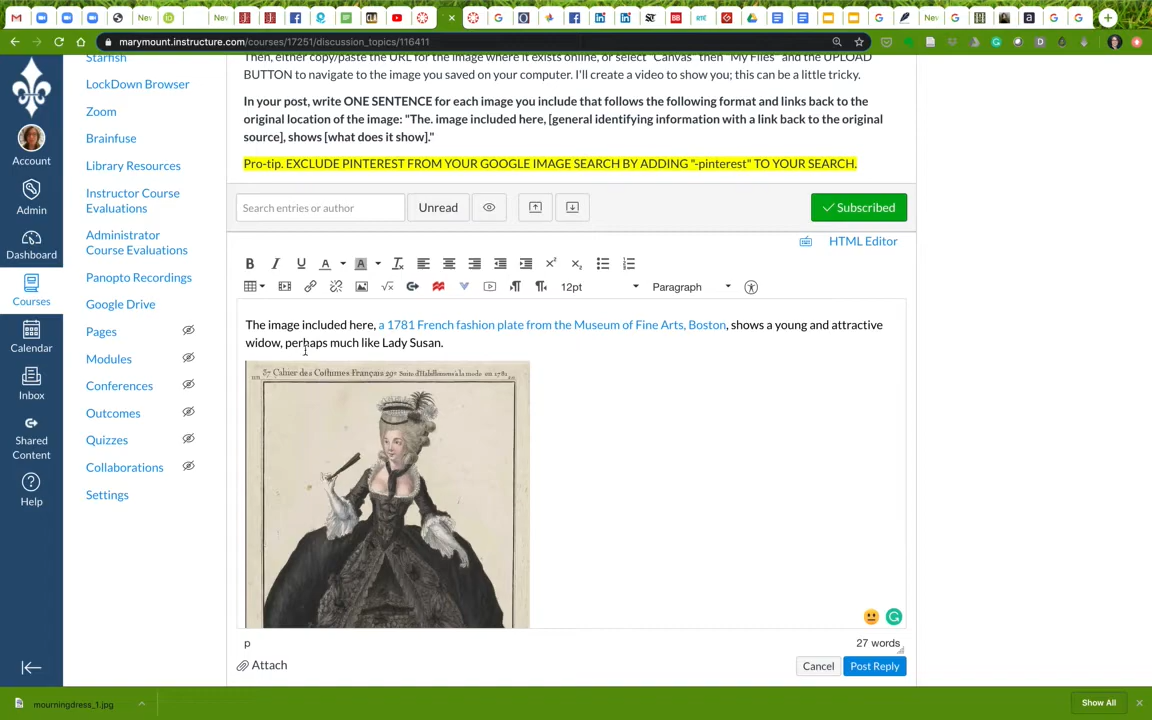 Nev
Nev
CLA
BB
RTÉ
Nev
a
marymount.instructure.com/courses/17251/discussion_topics/116411
Starfish
LockDown Browser
Zoom
Brainfuse
Library Resources
Instructor Course
Evaluations
Administrator
Course Evaluations
Panopto Recordings
Google Drive
Pages
Modules
Conferences
Outcomes
Quizzes
Collaborations
Settings
Account
Admin
Dashboard
Courses
Calendar
Inbox
Shared
Content
Help
Then, either copy/paste the URL for the image where it exists online, or select "Canvas" then "My Files" and the UPLOAD
BUTTON to navigate to the image you saved on your computer. I'll create a video to show you; this can be a little tricky.
In your post, write ONE SENTENCE for each image you include that follows the following format and links back to the
original location of the image: "The. image included here, [general identifying information with a link back to the original
source], shows [what does it show]."
Pro-tip. EXCLUDE PINTEREST FROM YOUR GOOGLE IMAGE SEARCH BY ADDING "-pinterest" TO YOUR SEARCH.
Search entries or author
Unread
Subscribed
HTML Editor
12pt
Paragraph
The image included here, a 1781 French fashion plate from the Museum of Fine Arts, Boston, shows a young and attractive
widow, perhaps much like Lady Susan.
p
27 words
Attach
Cancel
Post Reply
mourningdress_1.jpg
Show All